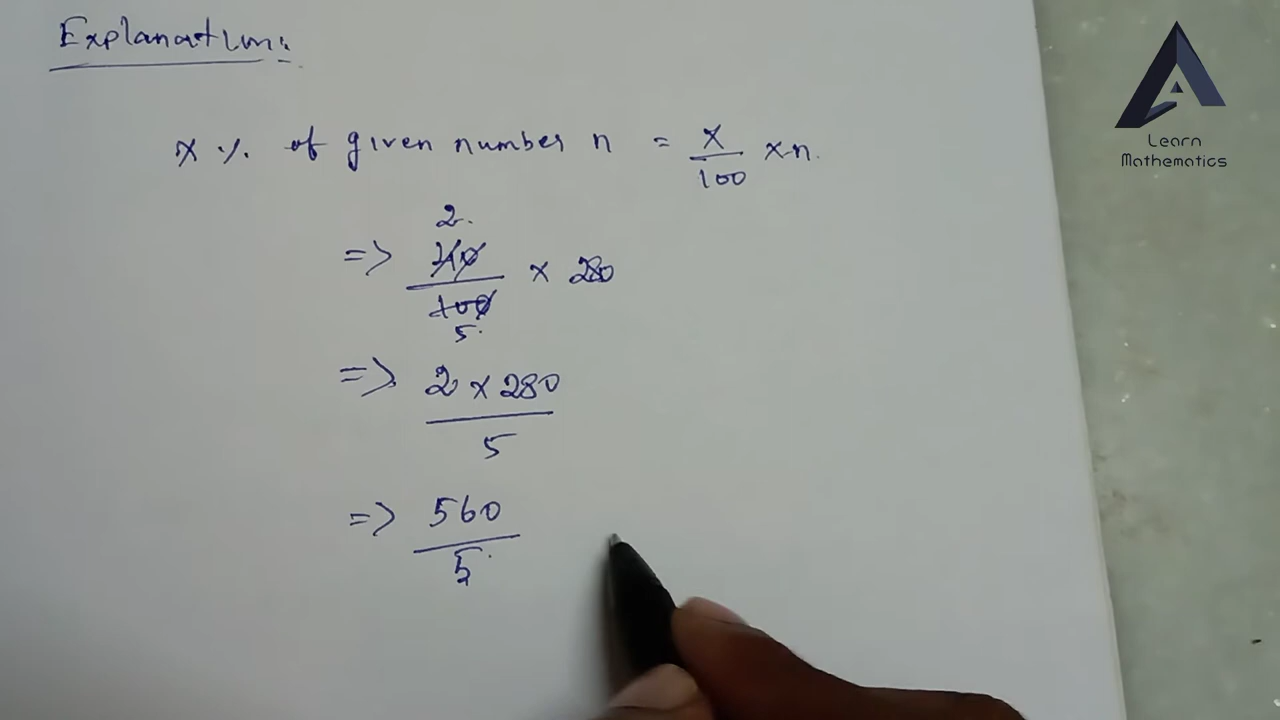 Explanation:
x % of given number n = x/100 × n.
2.
=> 40/100 × 280
5.
=> 2 × 280 / 5
=> 560 / 5
Learn
Mathematics